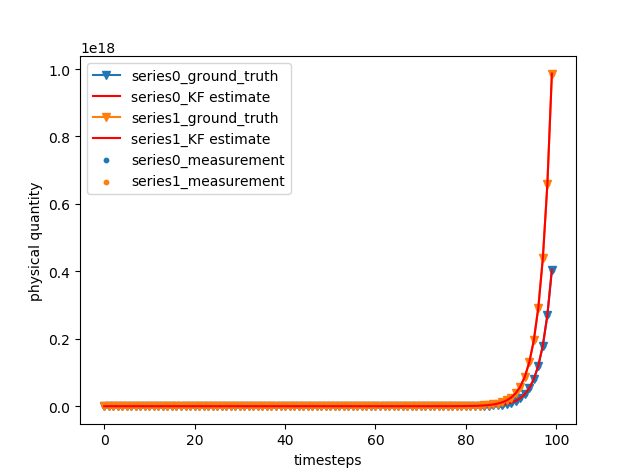 1e18
series0_ground_truth
series0_KF estimate
series1_ground_truth
series1_KF estimate
series0_measurement
series1_measurement
physical quantity
1.0
0.8
0.6
0.4
0.2
0.0
0 20 40 60 80 100
timesteps